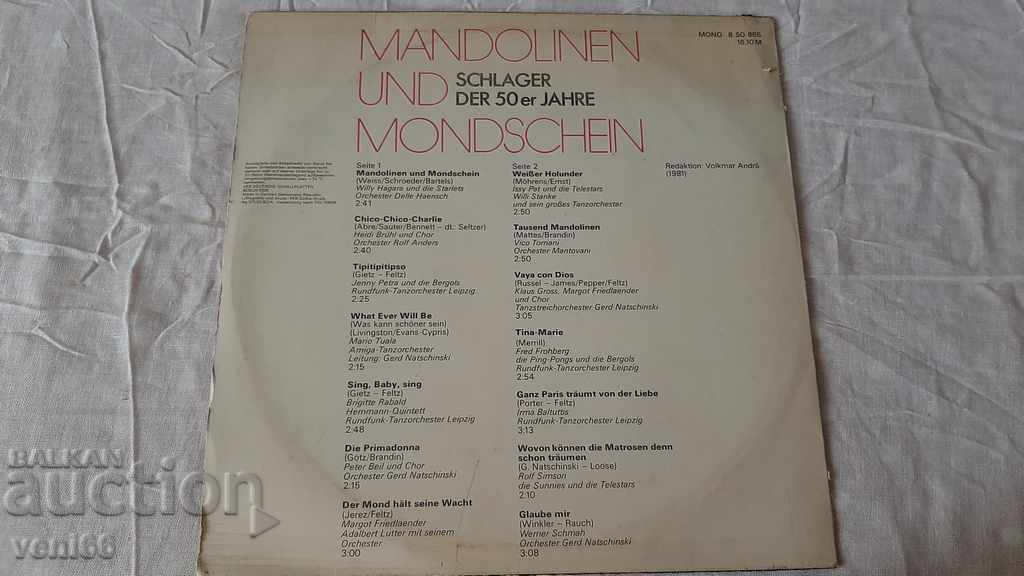 MANDOLINEN
UND SCHLAGER
DER 50er JAHRE
MONDSCHEIN
MONO 8 50 866
16,10 M
Seite 1
Mandolinen und Mondschein
(Weiss/Schroeder/Bartels)
Willy Hagara und die Starlets
Orchester Delle Haensch
2:41
Chico-Chico-Charlie
(Abre/Sauter/Bennett – dt. Seltzer)
Heidi Brühl und Chor
Orchester Rolf Anders
2:40
Tipitipitipso
(Gietz – Feltz)
Jenny Petra und die Bergols
Rundfunk-Tanzorchester Leipzig
2:25
What Ever Will Be
(Was kann schöner sein)
(Livingston/Evans-Cypris)
Mario Tuala
Amiga-Tanzorchester
Leitung: Gerd Natschinski
2:15
Sing, Baby, sing
(Gietz – Feltz)
Brigitte Rabald
Hemmann-Quintett
Rundfunk-Tanzorchester Leipzig
2:48
Die Primadonna
(Götz/Brandin)
Peter Beil und Chor
Orchester Gerd Natschinski
2:15
Der Mond hält seine Wacht
(Jerez/Feltz)
Margot Friedlaender
Adalbert Lutter mit seinem
Orchester
3:00
Seite 2
Weißer Holunder
(Möhrens/Ernst)
Issy Pat und die Telestars
Willi Stanke
und sein großes Tanzorchester
2:50
Tausend Mandolinen
(Mattes/Brandin)
Vico Torriani
Orchester Mantovani
2:50
Vaya con Dios
(Russel – James/Pepper/Feltz)
Klaus Gross, Margot Friedlaender
und Chor
Tanzstreichorchester Gerd Natschinski
3:05
Tina-Marie
(Merrill)
Fred Frohberg
die Ping-Pongs und die Bergols
Rundfunk-Tanzorchester Leipzig
2:54
Ganz Paris träumt von der Liebe
(Porter – Feltz)
Irma Baltuttis
Rundfunk-Tanzorchester Leipzig
3:13
Wovon können die Matrosen denn
schon träumen
(G. Natschinski – Loose)
Rolf Simson
die Sunnies und die Telestars
2:10
Glaube mir
(Winkler – Rauch)
Werner Schmah
Orchester Gerd Natschinski
3:08
Redaktion: Volkmar Andrä
(1981)
VEB DEUTSCHE SCHALLPLATTEN
BALKAN
auction
veni66